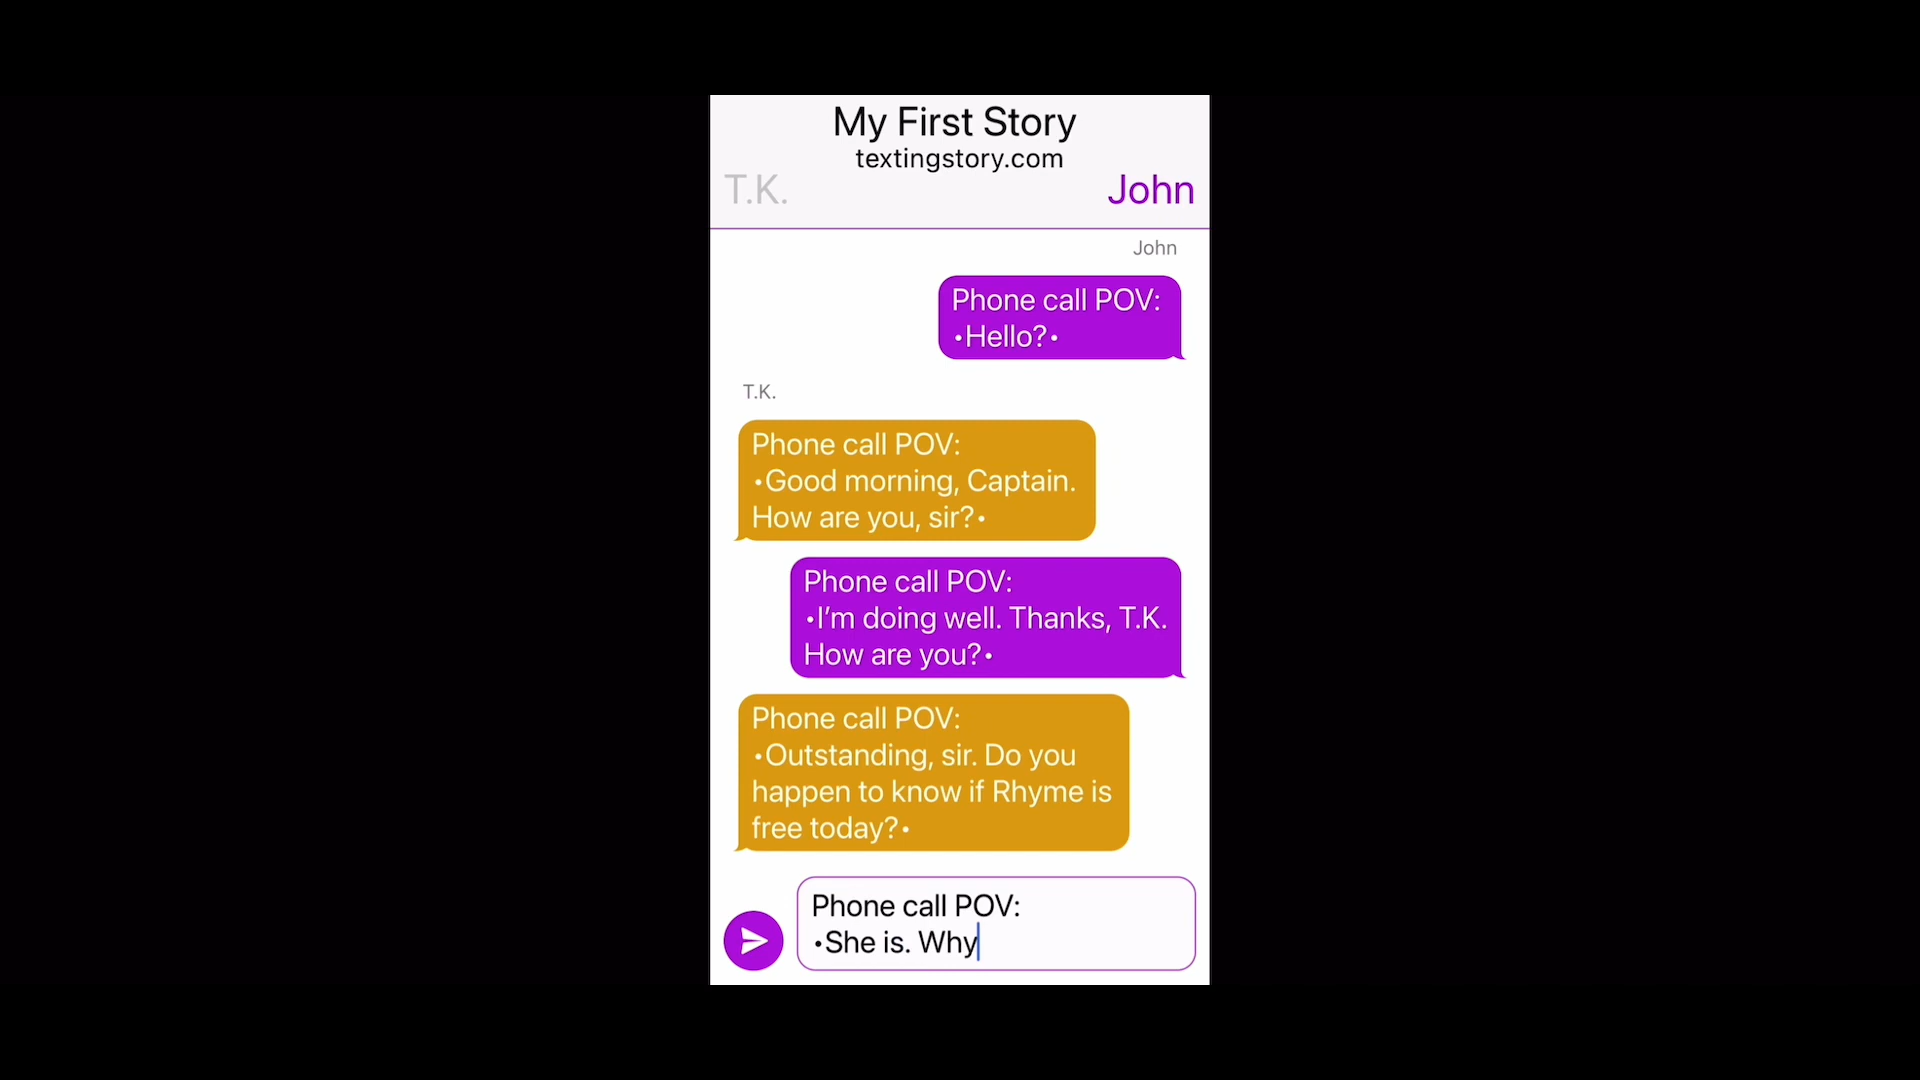 My First Story
textingstory.com
T.K.
John
John
Phone call POV:
•Hello?•
T.K.
Phone call POV:
•Good morning, Captain.
How are you, sir?•
Phone call POV:
•I’m doing well. Thanks, T.K.
How are you?•
Phone call POV:
•Outstanding, sir. Do you
happen to know if Rhyme is
free today?•
Phone call POV:
•She is. Why